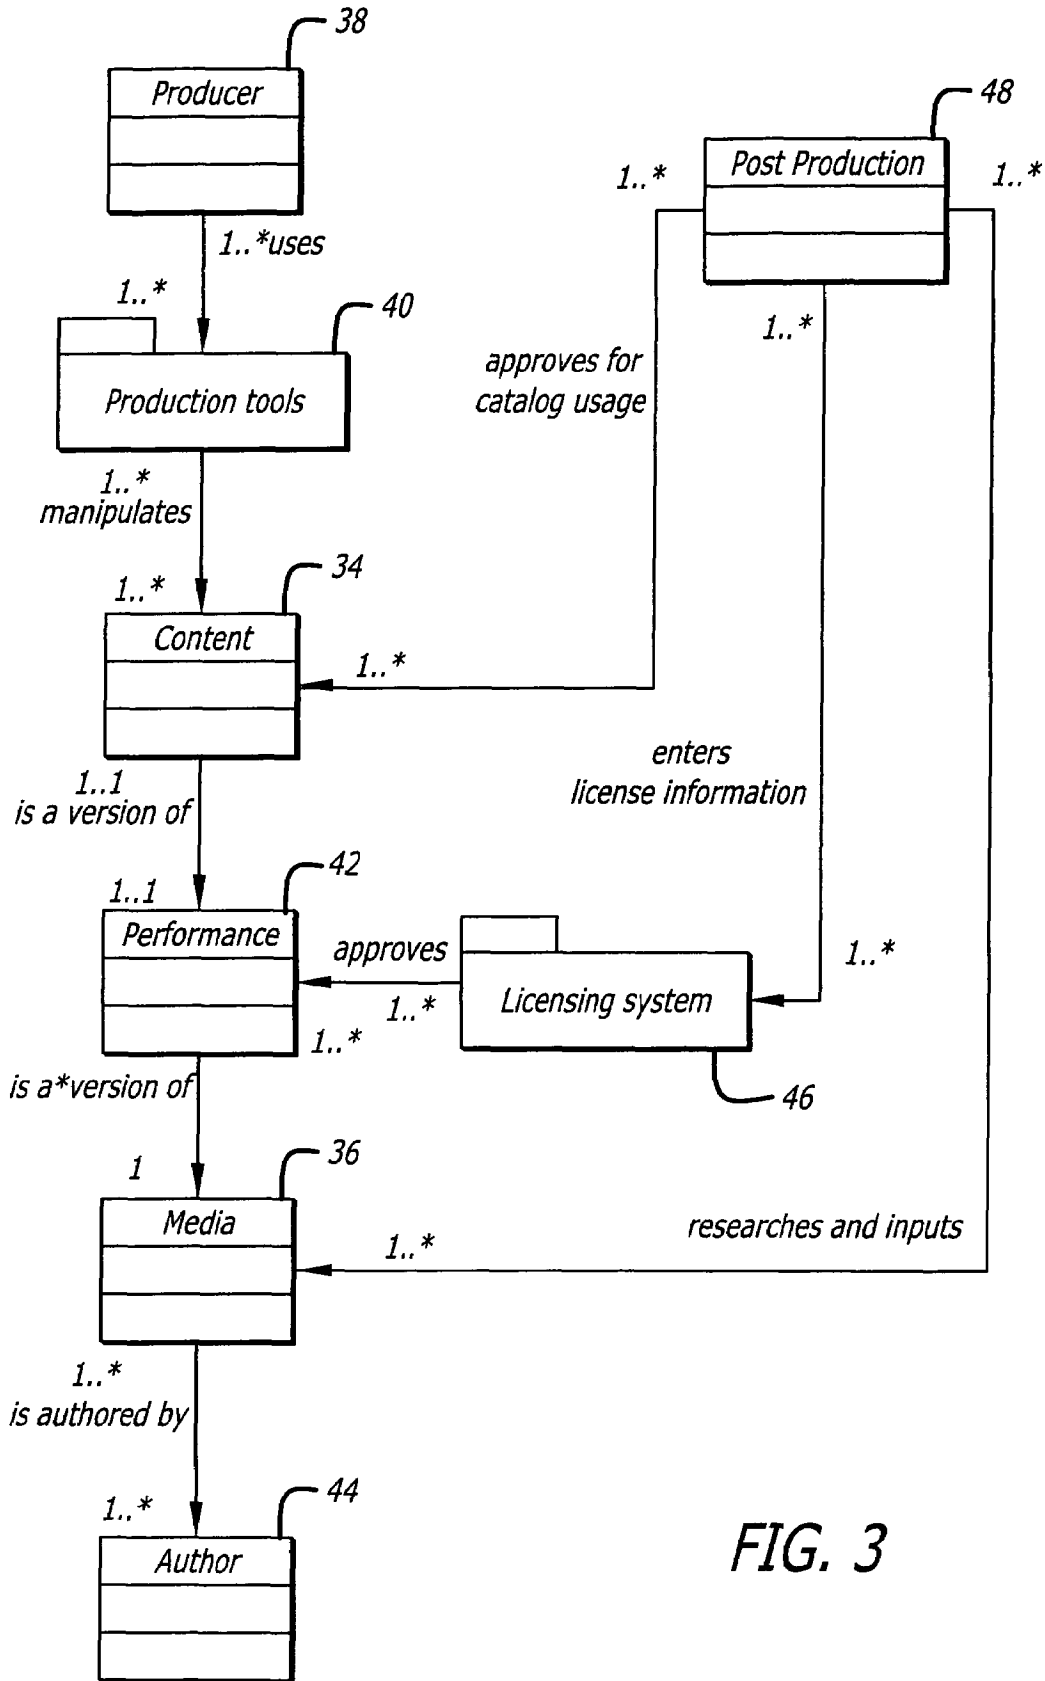 38
Producer
48
Post Production
1..*
1..*
1..*uses
1..*
40
1..*
Production tools
approves for
catalog usage
1..*
manipulates
34
1..*
Content
1..*
enters
license information
1..1
is a version of
42
1..1
Performance
approves
1..*
Licensing system
1..*
1..*
is a*version of
46
36
1
Media
researches and inputs
1..*
1..*
is authored by
44
1..*
Author
FIG. 3